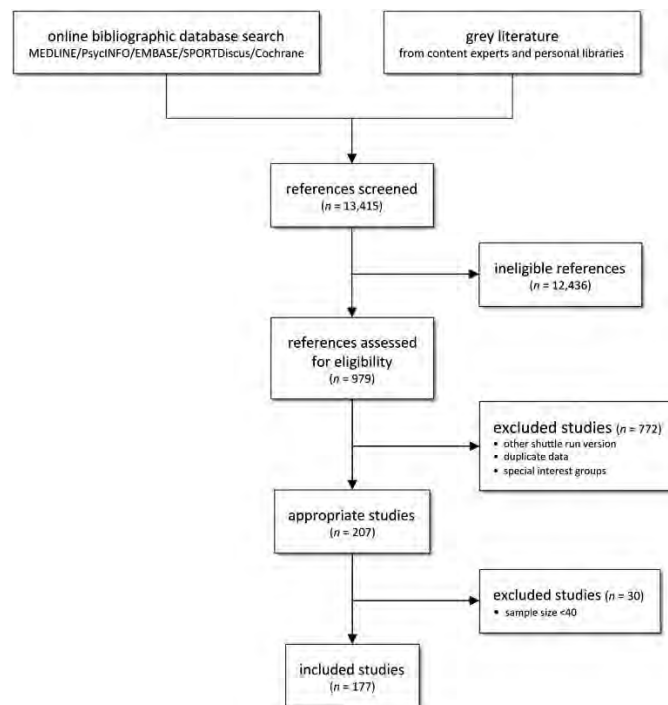 online bibliographic database search
MEDLINE/PsycINFO/EMBASE/SPORTDiscus/Cochrane
grey literature
from content experts and personal libraries
references screened
(n = 13,415)
ineligible references
(n = 12,436)
references assessed
for eligibility
(n = 979)
excluded studies (n = 772)
▪ other shuttle run version
▪ duplicate data
▪ special interest groups
appropriate studies
(n = 207)
excluded studies (n = 30)
▪ sample size <40
included studies
(n = 177)